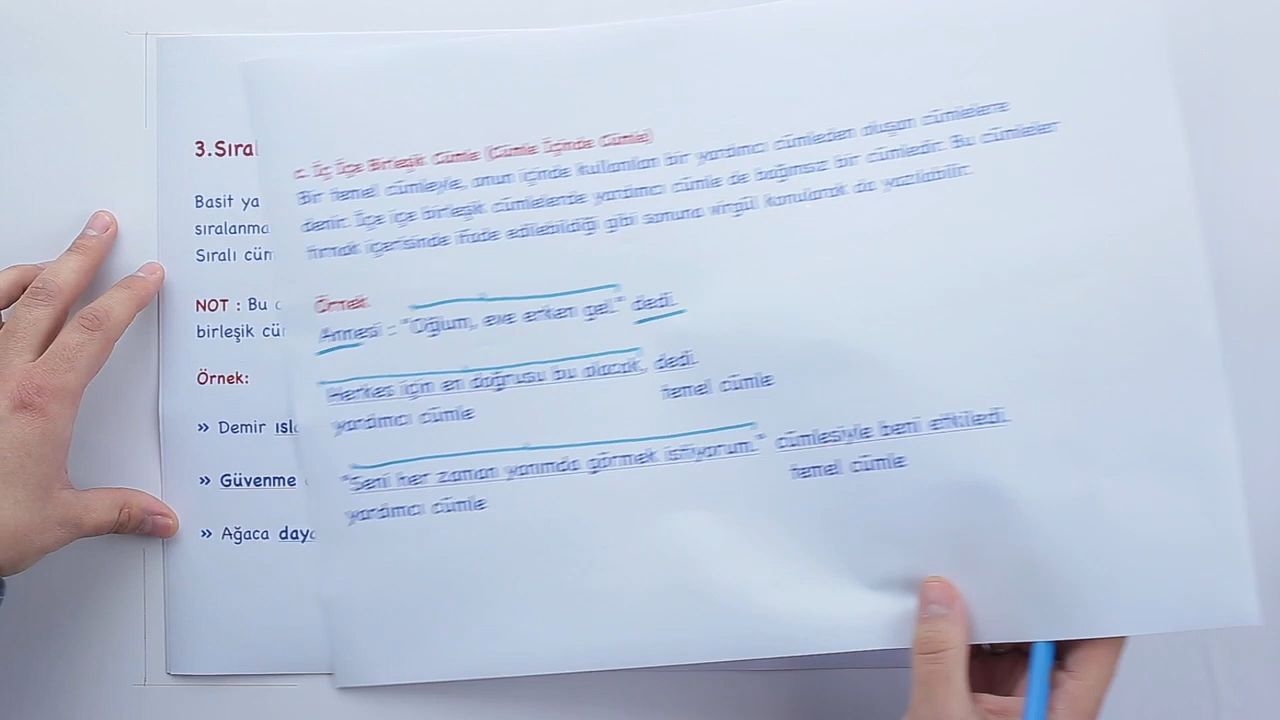 3.Sıral
Basit ya
sıralanma
Sıralı cüm
NOT : Bu c
birleşik cü
Örnek:
» Demir ısla
» Güvenme
» Ağaca daya
c. İç İçe Birleşik Cümle (Cümle İçinde Cümle)
Bir temel cümleyle, onun içinde kullanılan bir yardımcı cümleden oluşan cümlelere
denir. İçe içe birleşik cümlelerde yardımcı cümle de bağımsız bir cümledir. Bu cümleler
tırnak içerisinde ifade edilebildiği gibi sonuna virgül konularak da yazılabilir.
Örnek
Annesi : "Oğlum, eve erken gel." dedi.
Herkes için en doğrusu bu olacak, dedi.
yardımcı cümle temel cümle
"Seni her zaman yanımda görmek istiyorum." cümlesiyle beni etkiledi.
yardımcı cümle temel cümle